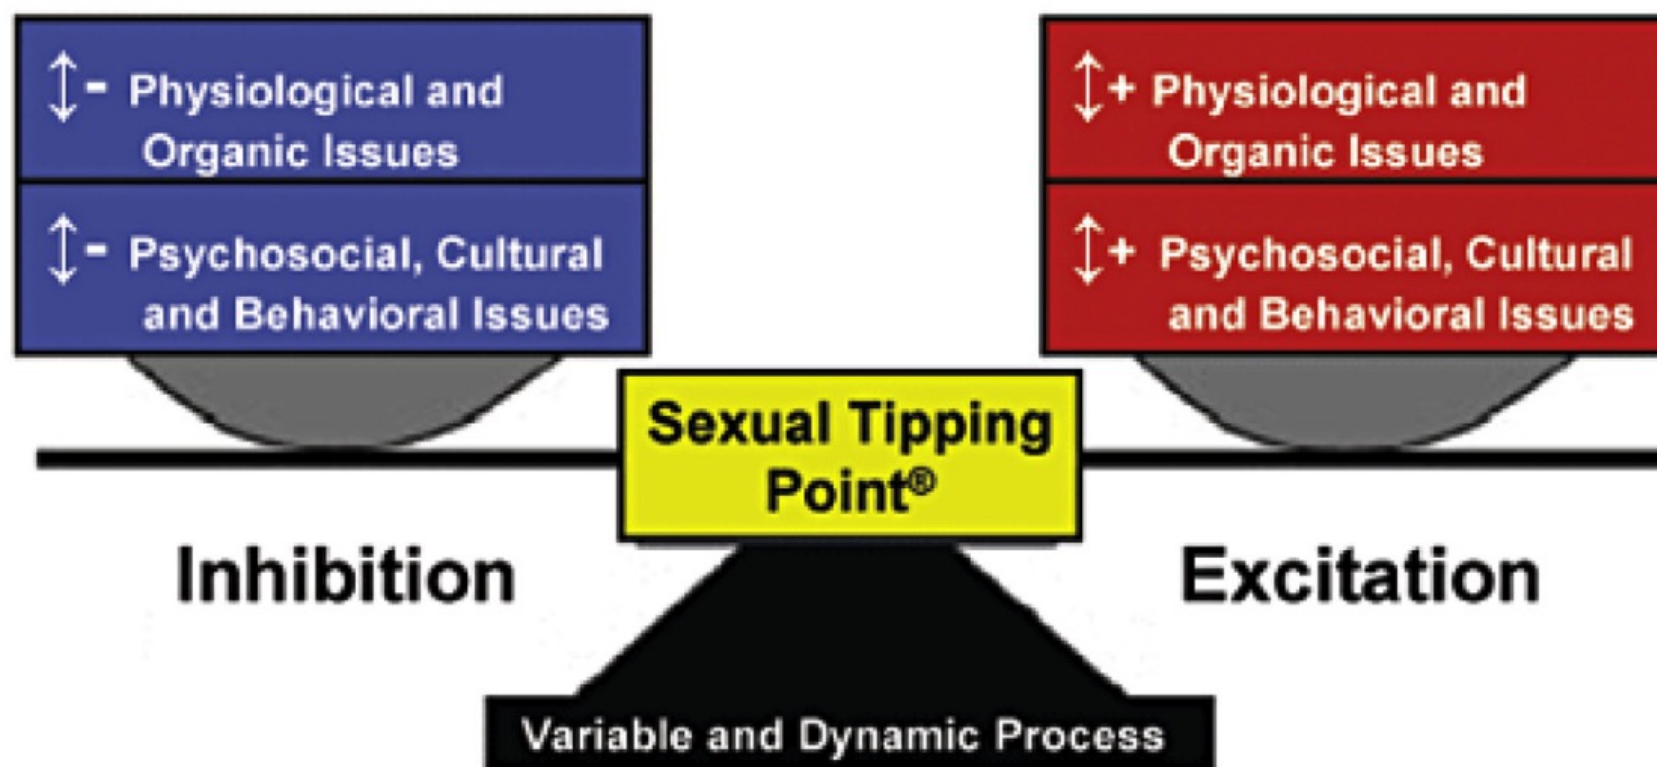 ↕- Physiological and
Organic Issues
↕- Psychosocial, Cultural
and Behavioral Issues
↕+ Physiological and
Organic Issues
↕+ Psychosocial, Cultural
and Behavioral Issues
Sexual Tipping
Point®
Inhibition
Excitation
Variable and Dynamic Process